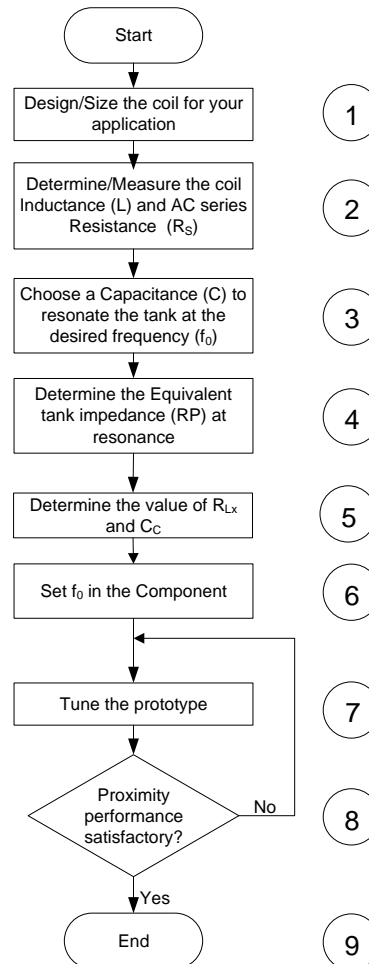 Start
Design/Size the coil for your
application
1
Determine/Measure the coil
Inductance (L) and AC series
Resistance (RS)
2
Choose a Capacitance (C) to
resonate the tank at the
desired frequency (f0)
3
Determine the Equivalent
tank impedance (RP) at
resonance
4
Determine the value of RLx
and CC
5
Set f0 in the Component
6
Tune the prototype
7
Proximity
performance
satisfactory?
No
8
Yes
End
9